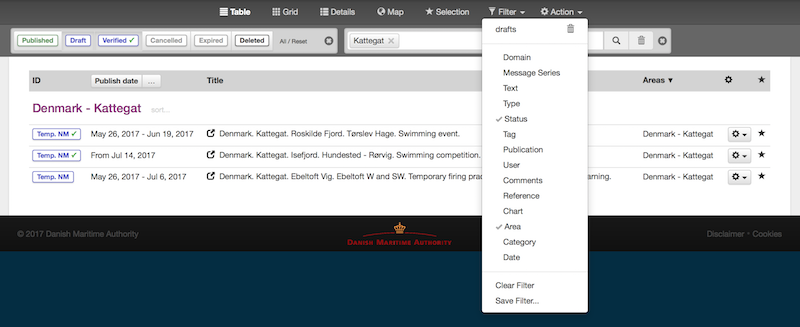 Table Grid Details Map Selection Filter Action
Published Draft Verified Cancelled Expired Deleted All / Reset
Kattegat
drafts
Domain
Message Series
Text
Type
Status
Tag
Publication
User
Comments
Reference
Chart
Area
Category
Date
Clear Filter
Save Filter...
ID Publish date ... Title Areas
Denmark - Kattegat sort...
Temp. NM May 26, 2017 - Jun 19, 2017 Denmark. Kattegat. Roskilde Fjord. Tørslev Hage. Swimming event. Denmark - Kattegat
Temp. NM From Jul 14, 2017 Denmark. Kattegat. Isefjord. Hundested - Rørvig. Swimming competition. Denmark - Kattegat
Temp. NM May 26, 2017 - Jul 6, 2017 Denmark. Kattegat. Ebeltoft Vig. Ebeltoft W and SW. Temporary firing Denmark - Kattegat
© 2017 Danish Maritime Authority DANISH MARITIME AUTHORITY Disclaimer • Cookies